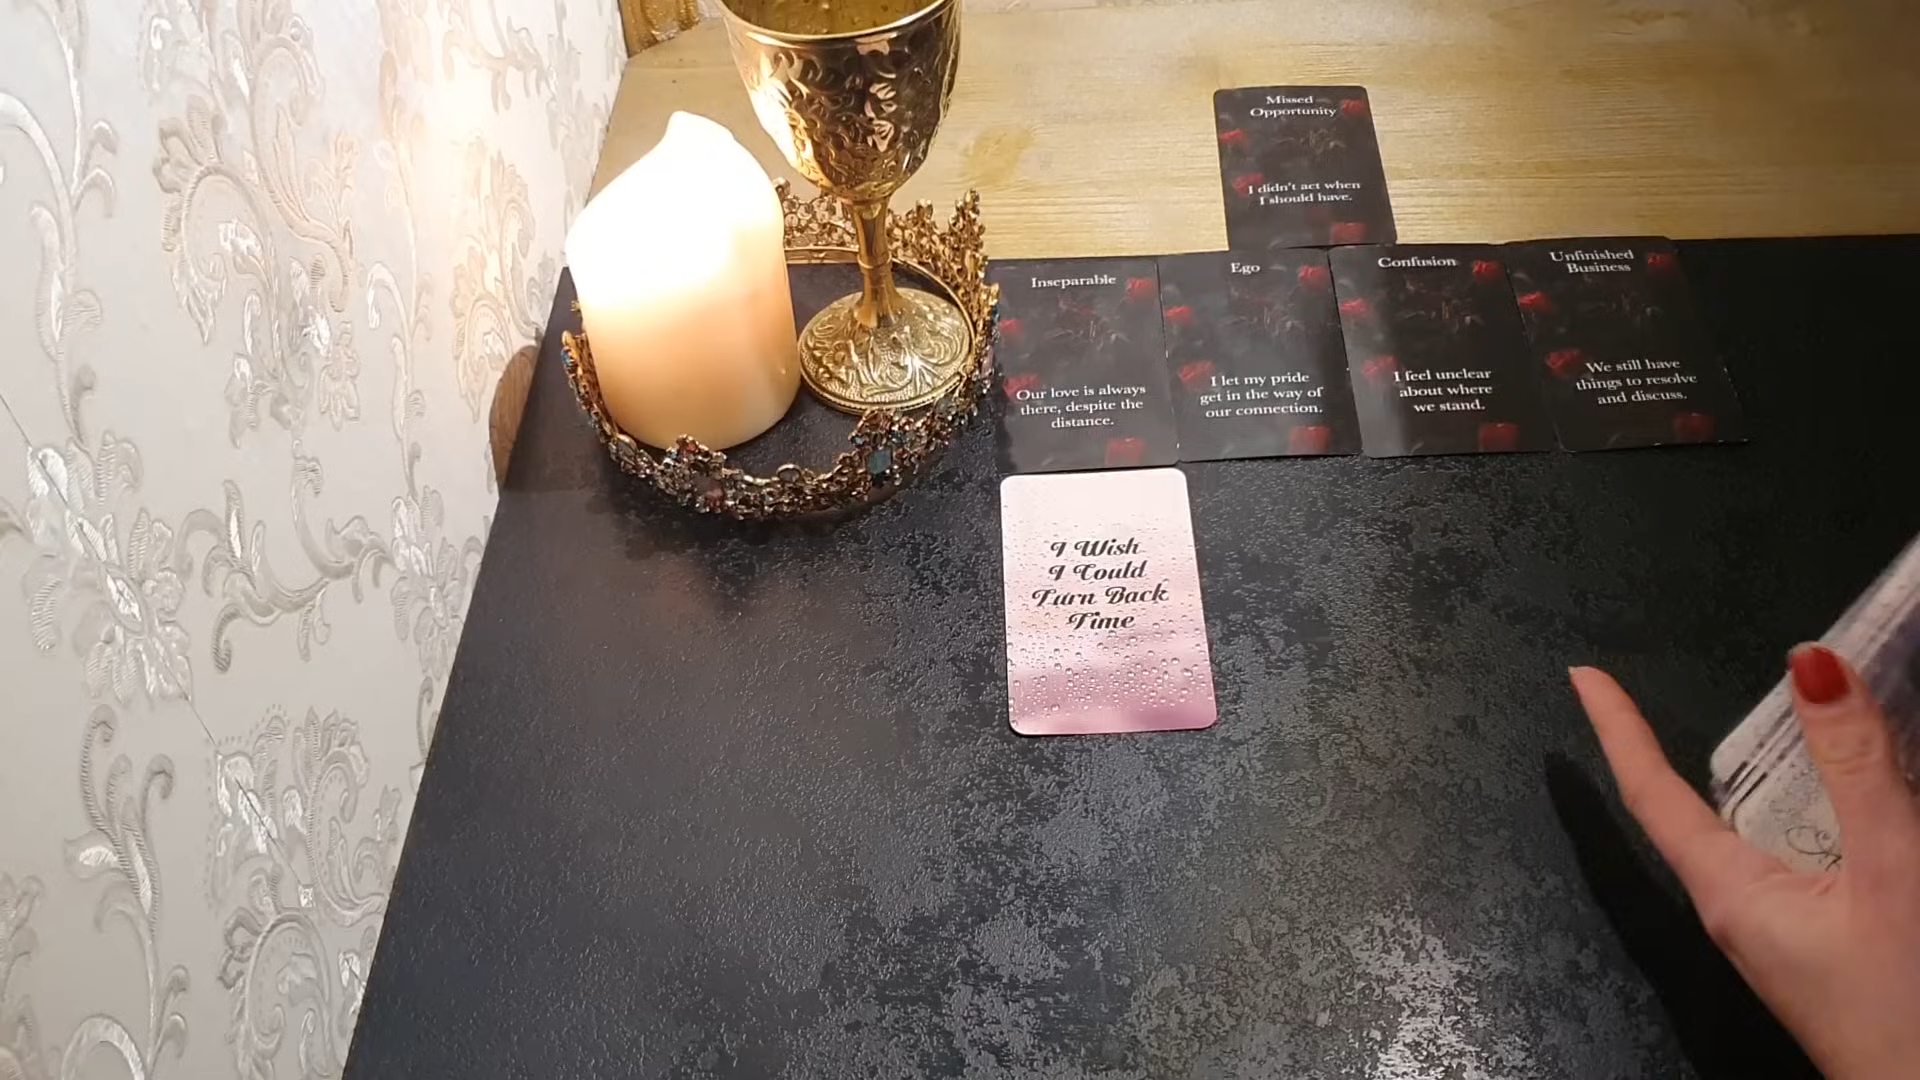 Missed
Opportunity
I didn't act when
I should have.
Inseparable
Our love is always
there, despite the
distance.
Ego
I let my pride
get in the way of
our connection.
Confusion
I feel unclear
about where
we stand.
Unfinished
Business
We still have
things to resolve
and discuss.
I Wish
I Could
Turn Back
Time